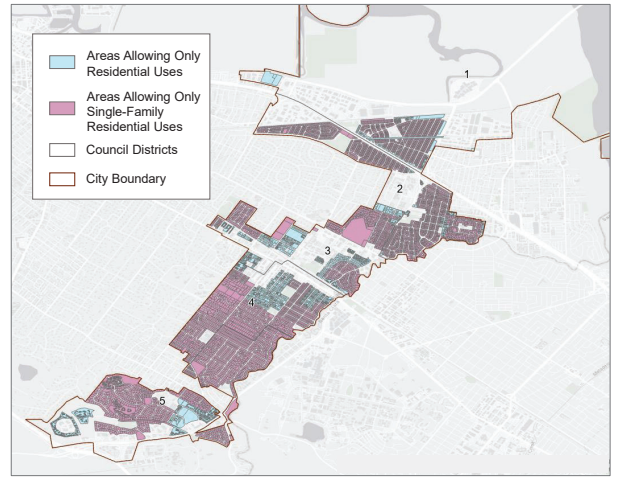 Areas Allowing Only
Residential Uses
Areas Allowing Only
Single-Family
Residential Uses
Council Districts
City Boundary
1
2
3
4
5